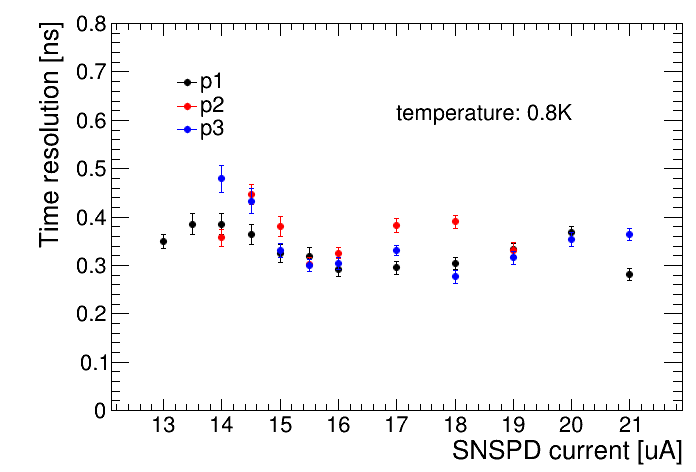 Time resolution [ns]
0.8
0.7
0.6
0.5
0.4
0.3
0.2
0.1
0
p1
p2
p3
temperature: 0.8K
13 14 15 16 17 18 19 20 21
SNSPD current [uA]